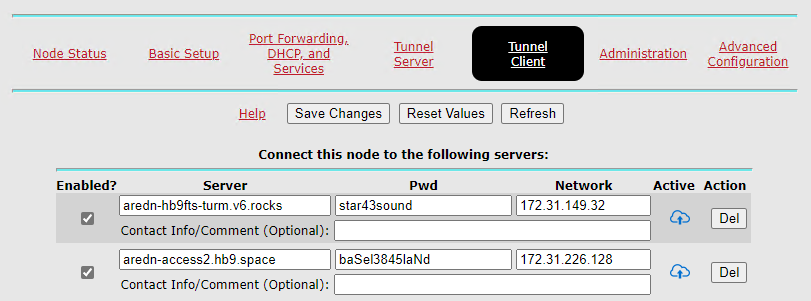 Node Status
Basic Setup
Port Forwarding,
DHCP, and
Services
Tunnel
Server
Tunnel
Client
Administration
Advanced
Configuration
Help Save Changes Reset Values Refresh
Connect this node to the following servers:
Enabled? Server Pwd Network Active Action
aredn-hb9fts-turm.v6.rocks star43sound 172.31.149.32 Del
Contact Info/Comment (Optional):
aredn-access2.hb9.space baSel3845laNd 172.31.226.128 Del
Contact Info/Comment (Optional):